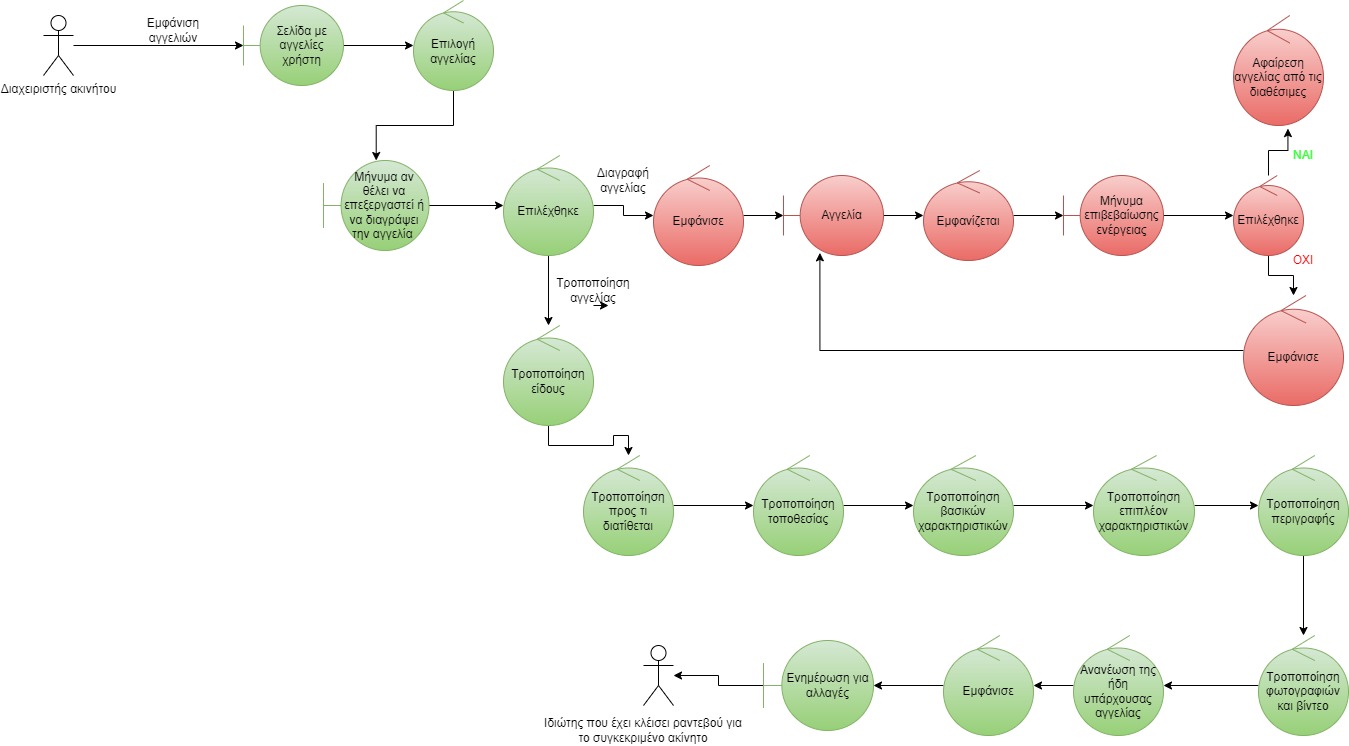 Εμφάνιση
αγγελιών
Διαχειριστής ακινήτου
Σελίδα με
αγγελίες
χρήστη
Επιλογή
αγγελίας
Μήνυμα αν
θέλει να
επεξεργαστεί ή
να διαγράψει
την αγγελία
Επιλέχθηκε
Διαγραφή
αγγελίας
Εμφάνισε
Αγγελία
Εμφανίζεται
Μήνυμα
επιβεβαίωσης
ενέργειας
Επιλέχθηκε
ΝΑΙ
Αφαίρεση
αγγελίας από τις
διαθέσιμες
ΟΧΙ
Εμφάνισε
Τροποποίηση
αγγελίας
Τροποποίηση
είδους
Τροποποίηση
προς τι
διατίθεται
Τροποποίηση
τοποθεσίας
Τροποποίηση
βασικών
χαρακτηριστικών
Τροποποίηση
επιπλέον
χαρακτηριστικών
Τροποποίηση
περιγραφής
Τροποποίηση
φωτογραφιών
και βίντεο
Ανανέωση της
ήδη
υπάρχουσας
αγγελίας
Εμφάνισε
Ενημέρωση για
αλλαγές
Ιδιώτης που έχει κλέισει ραντεβού για
το συγκεκριμένο ακίνητο